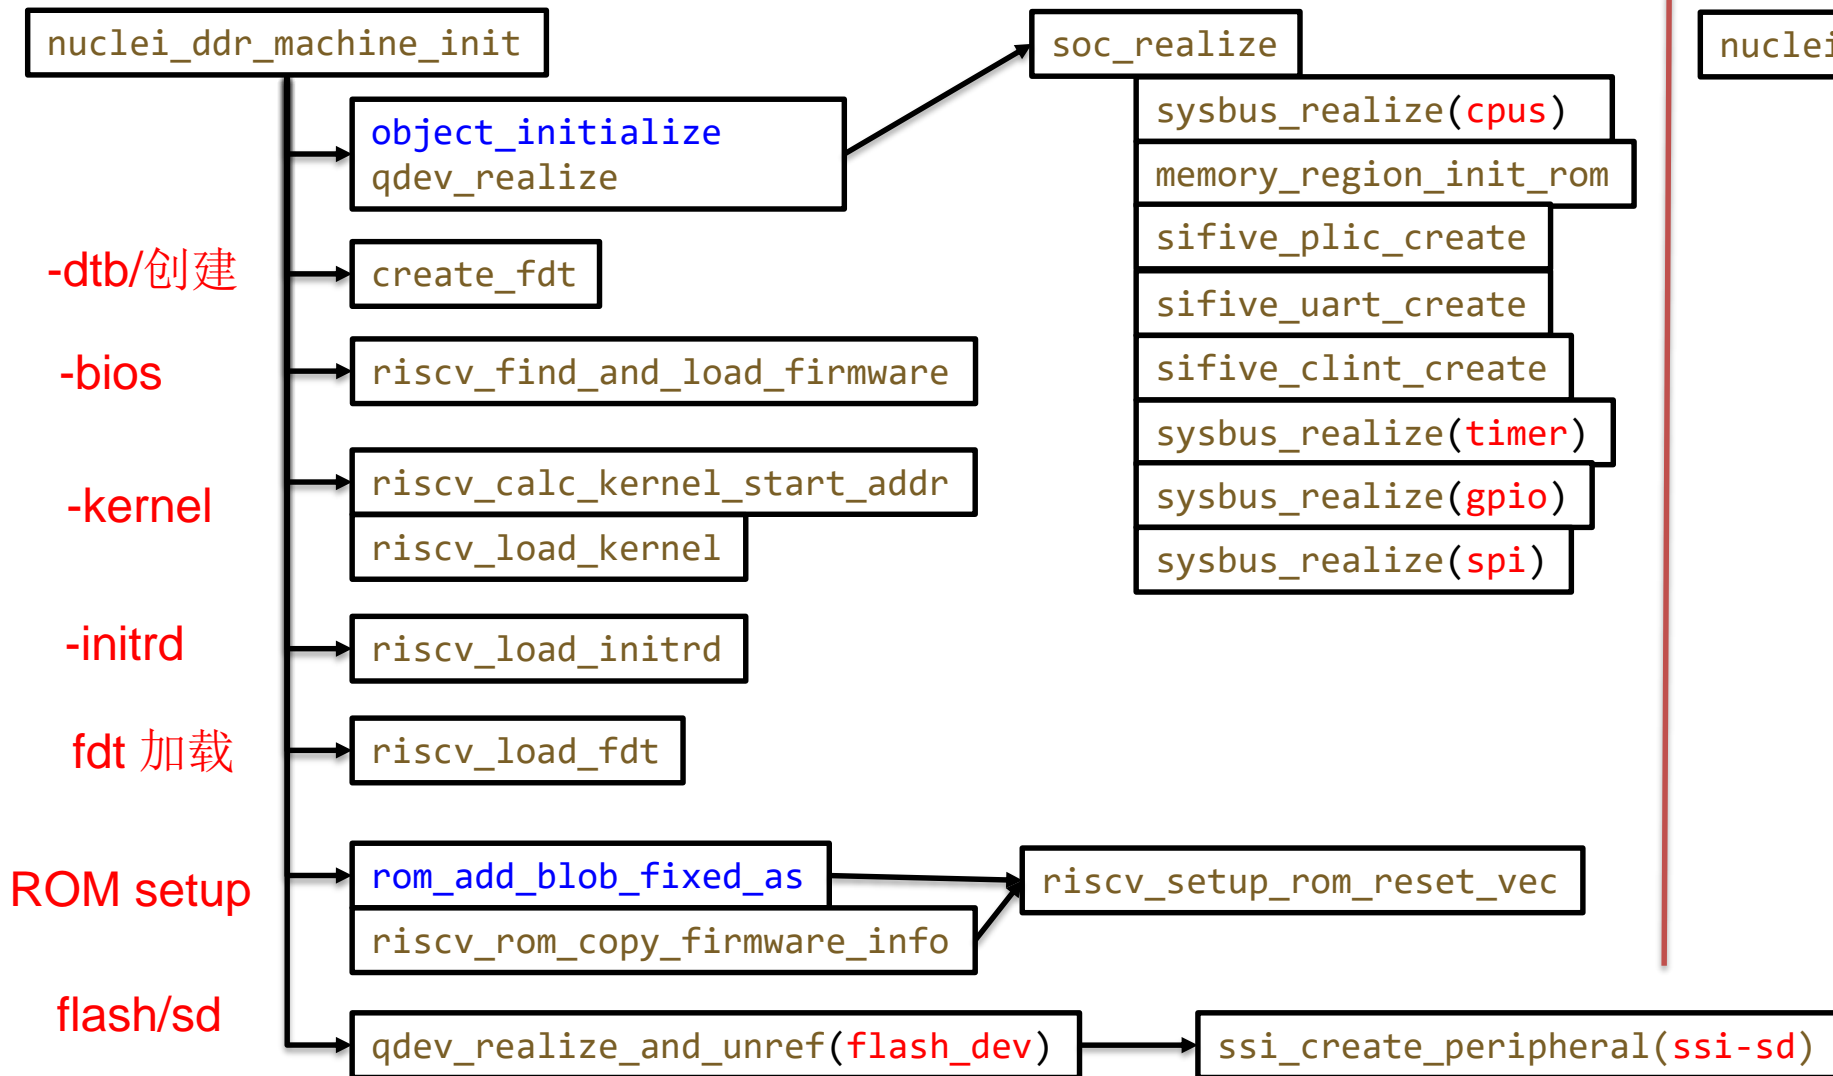 nuclei_ddr_machine_init
object_initialize
qdev_realize
-dtb/创建
create_fdt
-bios
riscv_find_and_load_firmware
-kernel
riscv_calc_kernel_start_addr
riscv_load_kernel
-initrd
riscv_load_initrd
fdt 加载
riscv_load_fdt
ROM setup
rom_add_blob_fixed_as
riscv_rom_copy_firmware_info
riscv_setup_rom_reset_vec
flash/sd
qdev_realize_and_unref(flash_dev)
ssi_create_peripheral(ssi-sd)
soc_realize
sysbus_realize(cpus)
memory_region_init_rom
sifive_plic_create
sifive_uart_create
sifive_clint_create
sysbus_realize(timer)
sysbus_realize(gpio)
sysbus_realize(spi)
nuclei